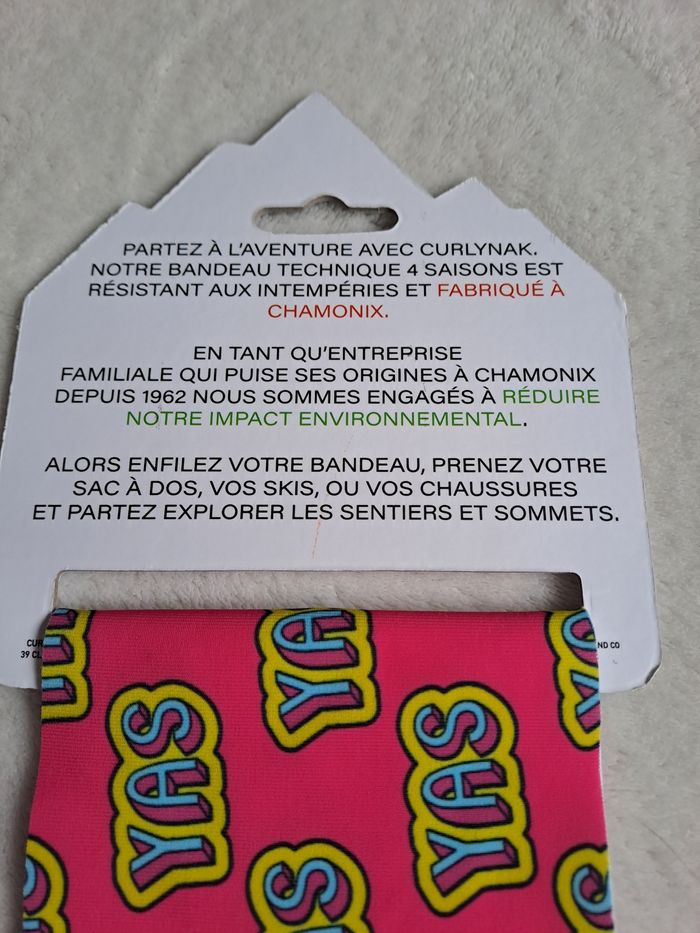 PARTEZ À L'AVENTURE AVEC CURLYNAK.
NOTRE BANDEAU TECHNIQUE 4 SAISONS EST
RÉSISTANT AUX INTEMPÉRIES ET FABRIQUÉ À
CHAMONIX.
EN TANT QU'ENTREPRISE
FAMILIALE QUI PUISE SES ORIGINES À CHAMONIX
DEPUIS 1962 NOUS SOMMES ENGAGÉS À RÉDUIRE
NOTRE IMPACT ENVIRONNEMENTAL.
ALORS ENFILEZ VOTRE BANDEAU, PRENEZ VOTRE
SAC À DOS, VOS SKIS, OU VOS CHAUSSURES
ET PARTEZ EXPLORER LES SENTIERS ET SOMMETS.
39
YAS
YAS
YAS